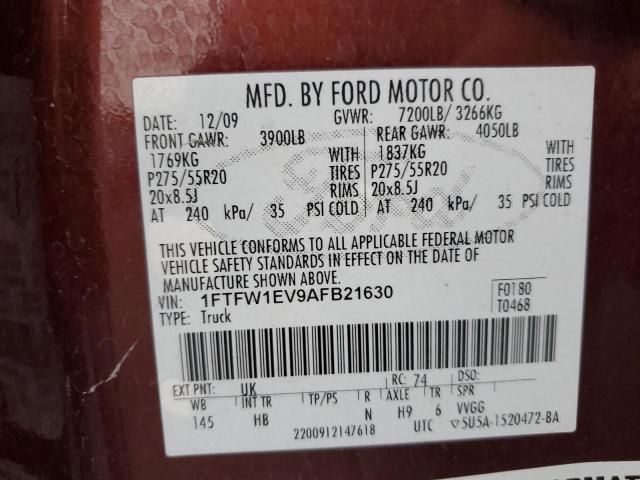 MFD. BY FORD MOTOR CO.
DATE: 12/09 GVWR: 7200LB/ 3266KG
FRONT GAWR: 3900LB REAR GAWR: 4050LB
1769KG WITH 1837KG WITH
P275/55R20 TIRES P275/55R20 TIRES
20x8.5J RIMS 20x8.5J RIMS
AT 240 kPa/ 35 PSI COLD AT 240 kPa/ 35 PSI COLD
THIS VEHICLE CONFORMS TO ALL APPLICABLE FEDERAL MOTOR
VEHICLE SAFETY STANDARDS IN EFFECT ON THE DATE OF
MANUFACTURE SHOWN ABOVE.
VIN: 1FTFW1EV9AFB21630 F0180
TYPE: Truck T0468
EXT PNT: UK RC: 74 DSO:
WB INT TR TP/PS R AXLE TR SPR
145 HB N H9 6 VVGG
2200912147618 UTC ▽5U5A-1520472-BA